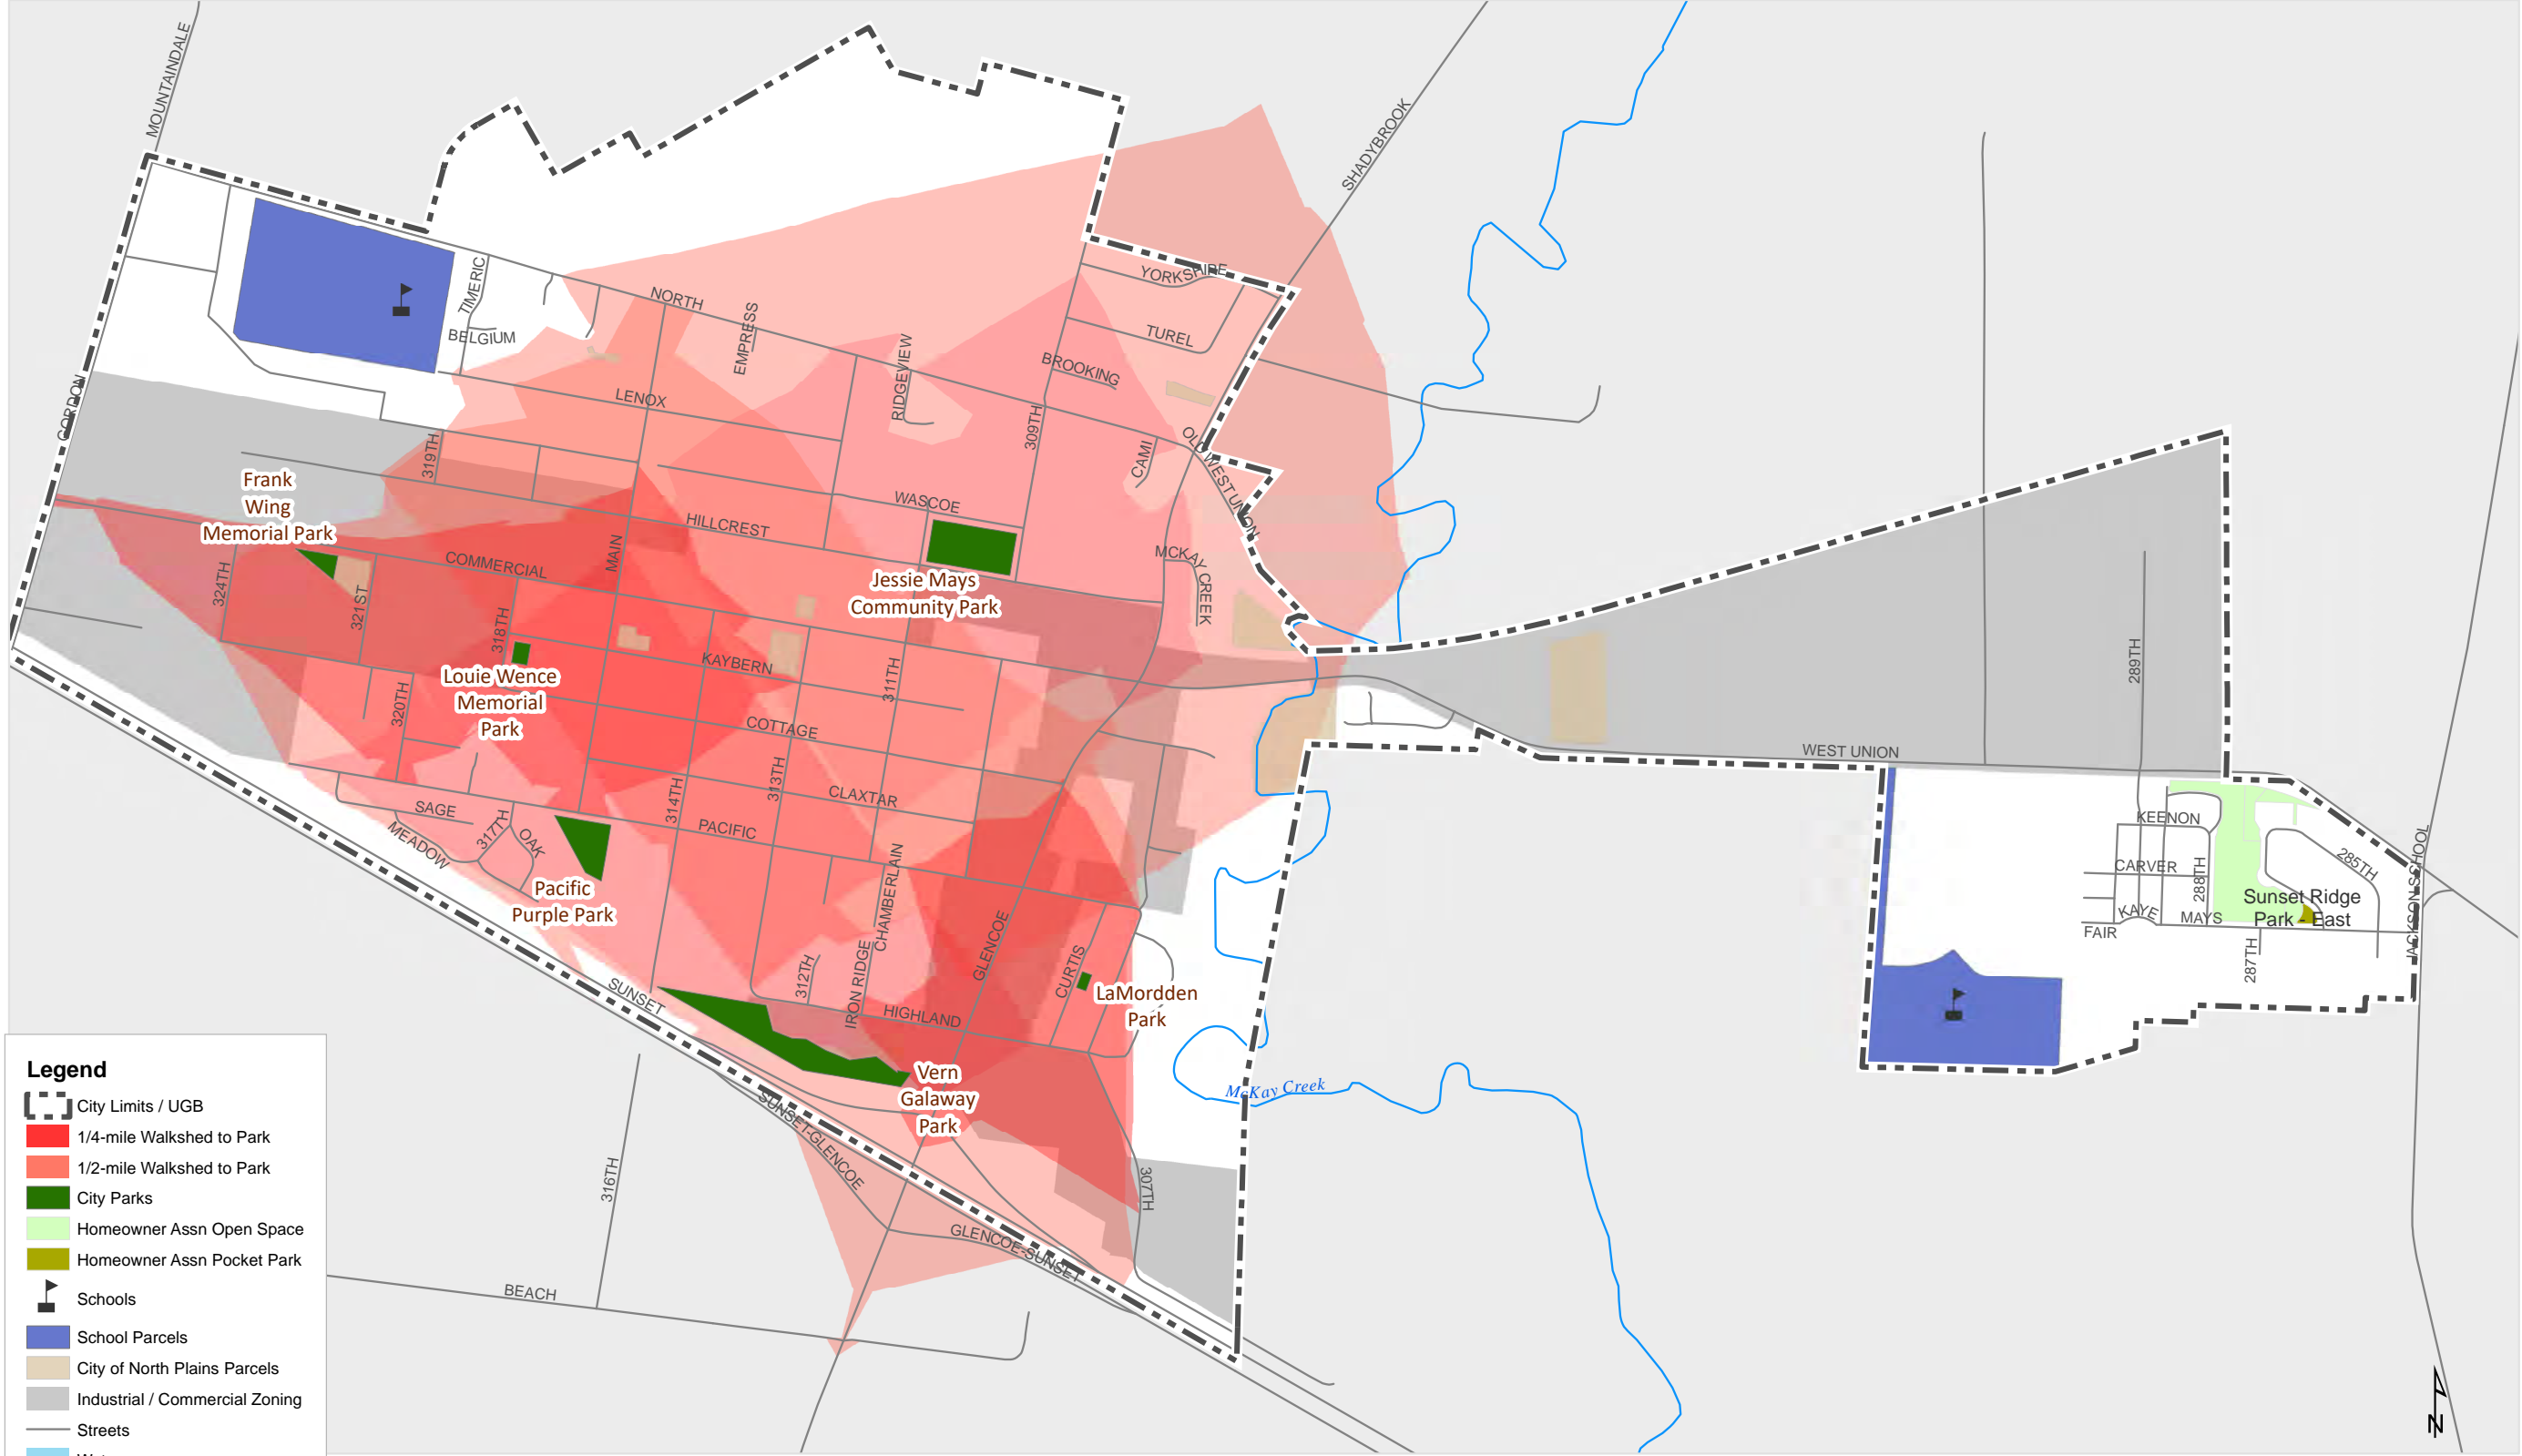 MOUNTAINDALE
SHADYBROOK
YORKSHIRE
TIMERIC
NORTH
EMPRESS
TUREL
BELGIUM
RIDGEVIEW
BROOKING
LENOX
GORDON
309TH
OLD WEST UNION
319TH
CAMI
Frank
Wing
Memorial Park
WASCOE
HILLCREST
MAIN
COMMERCIAL
MCKAY CREEK
324TH
321ST
Jessie Mays
Community Park
318TH
289TH
KAYBERN
311TH
Louie Wence
Memorial
Park
320TH
COTTAGE
WEST UNION
313TH
314TH
CLAXTAR
SAGE
317TH
PACIFIC
OAK
MEADOW
KEENON
CARVER
288TH
285TH
JACKSON SCHOOL
CHAMBERLAIN
Pacific
Purple Park
Sunset Ridge
Park - East
KAYE
MAYS
FAIR
287TH
GLENCOE
CURTIS
312TH
IRON RIDGE
SUNSET
HIGHLAND
LaMordden
Park
Vern
Galaway
Park
McKay Creek
SUNSET-GLENCOE
316TH
307TH
GLENCOE-SUNSET
BEACH
Legend
City Limits / UGB
1/4-mile Walkshed to Park
1/2-mile Walkshed to Park
City Parks
Homeowner Assn Open Space
Homeowner Assn Pocket Park
Schools
School Parcels
City of North Plains Parcels
Industrial / Commercial Zoning
Streets
N